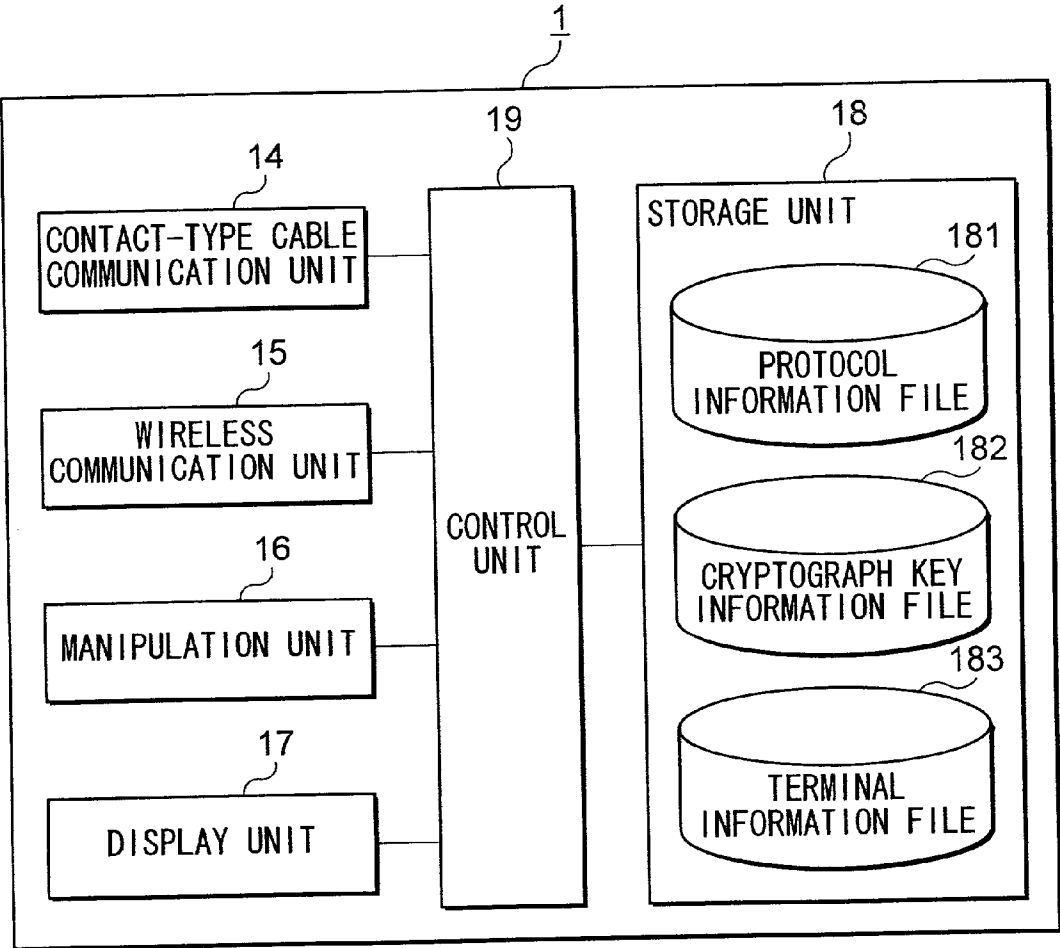 1
19
18
14
CONTACT-TYPE CABLE
COMMUNICATION UNIT
STORAGE UNIT
181
PROTOCOL
INFORMATION FILE
15
WIRELESS
COMMUNICATION UNIT
182
CONTROL
UNIT
CRYPTOGRAPH KEY
INFORMATION FILE
16
MANIPULATION UNIT
183
17
DISPLAY UNIT
TERMINAL
INFORMATION FILE